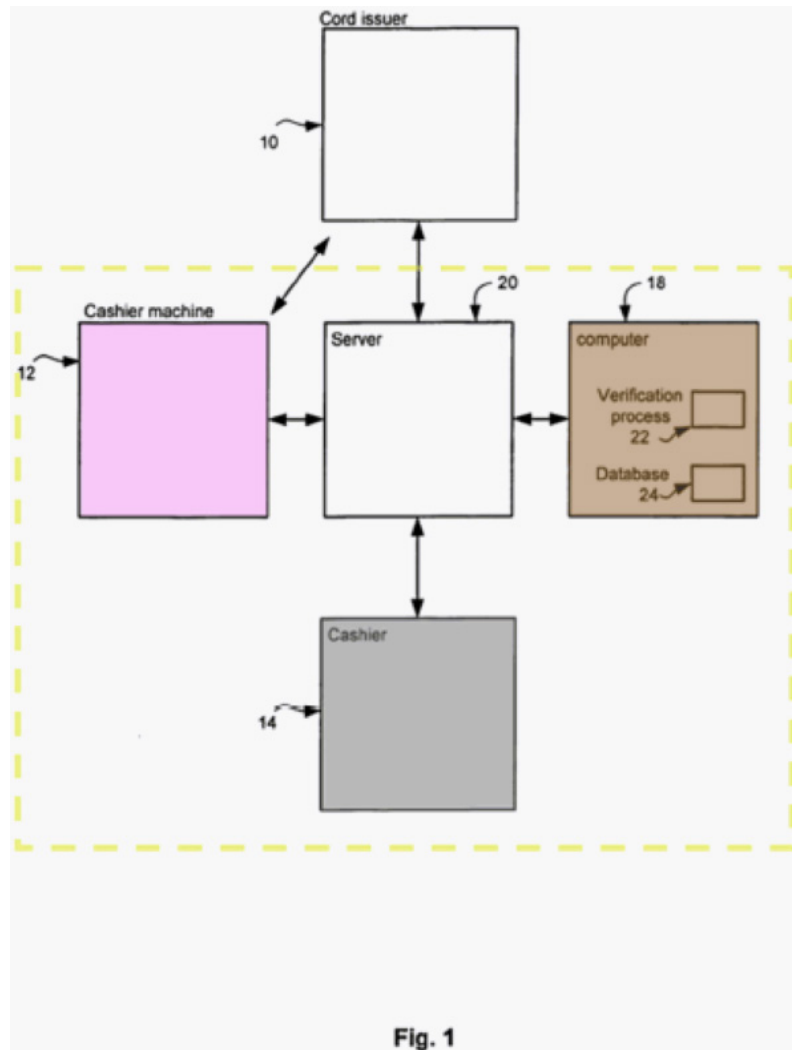 Cord issuer
10
20
18
Cashier machine
12
Server
computer
Verification
process
22
Database
24
Cashier
14
Fig. 1